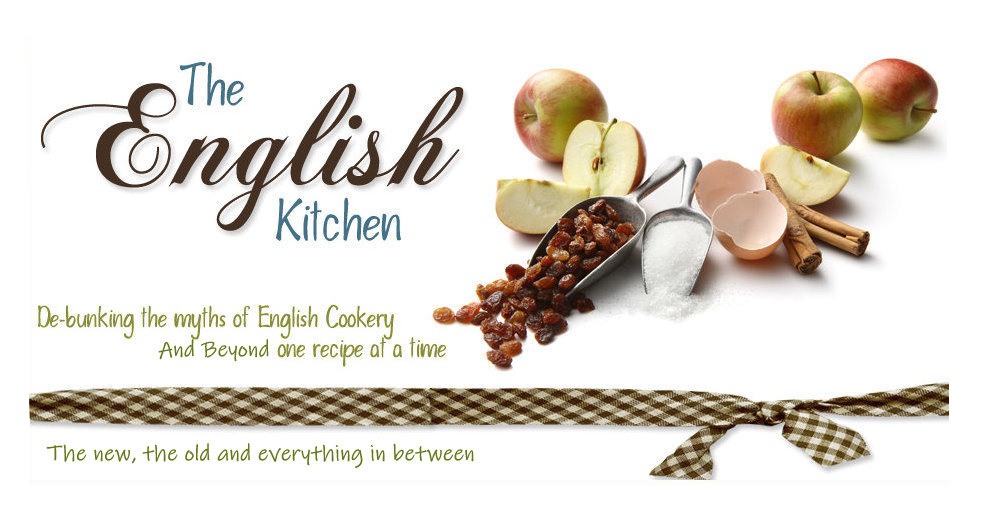 The
English
Kitchen
De-bunking the myths of English Cookery
And Beyond one recipe at a time
The new, the old and everything in between